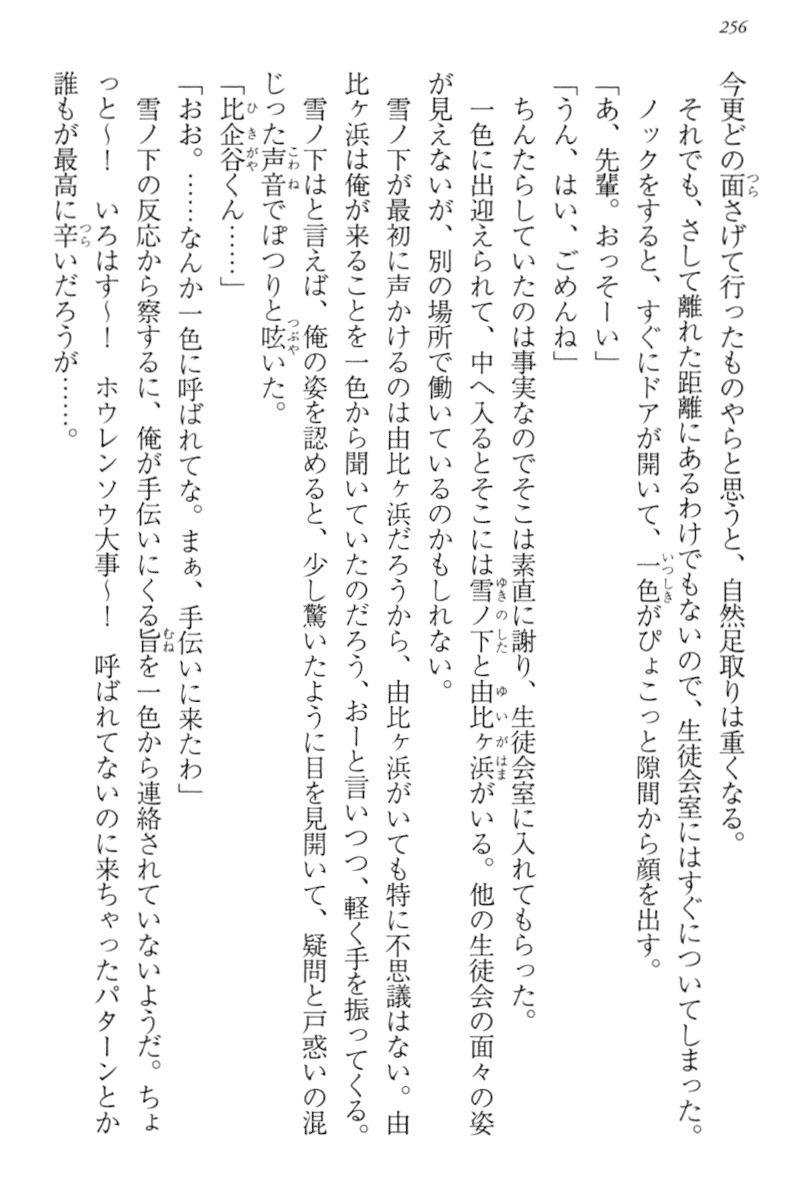 256
今更どの面さげて行ったものやらと思うと、自然足取りは重くなる。
それでも、さして離れた距離にあるわけでもないので、生徒会室にはすぐについてしまった。
ノックをすると、すぐにドアが開いて、一色がぴょこっと隙間から顔を出す。
「あ、先輩。おっそーい」
「うん、はい、ごめんね」
ちんたらしていたのは事実なのでそこは素直に謝り、生徒会室に入れてもらった。
一色に出迎えられて、中へ入るとそこには雪ノ下と由比ヶ浜がいる。他の生徒会の面々の姿
が見えないが、別の場所で働いているのかもしれない。
雪ノ下が最初に声かけるのは由比ヶ浜だろうから、由比ヶ浜がいても特に不思議はない。由
比ヶ浜は俺が来ることを一色から聞いていたのだろう、おーと言いつつ、軽く手を振ってくる。
雪ノ下はと言えば、俺の姿を認めると、少し驚いたように目を見開いて、疑問と戸惑いの混
じった声音でぽつりと呟いた。
「比企谷くん……」
「おお。……なんか一色に呼ばれてな。まぁ、手伝いに来たわ」
雪ノ下の反応から察するに、俺が手伝いにくる旨を一色から連絡されていないようだ。ちょ
っと〜！　いろはす〜！　ホウレンソウ大事〜！　呼ばれてないのに来ちゃったパターンとか
誰もが最高に辛いだろうが……。